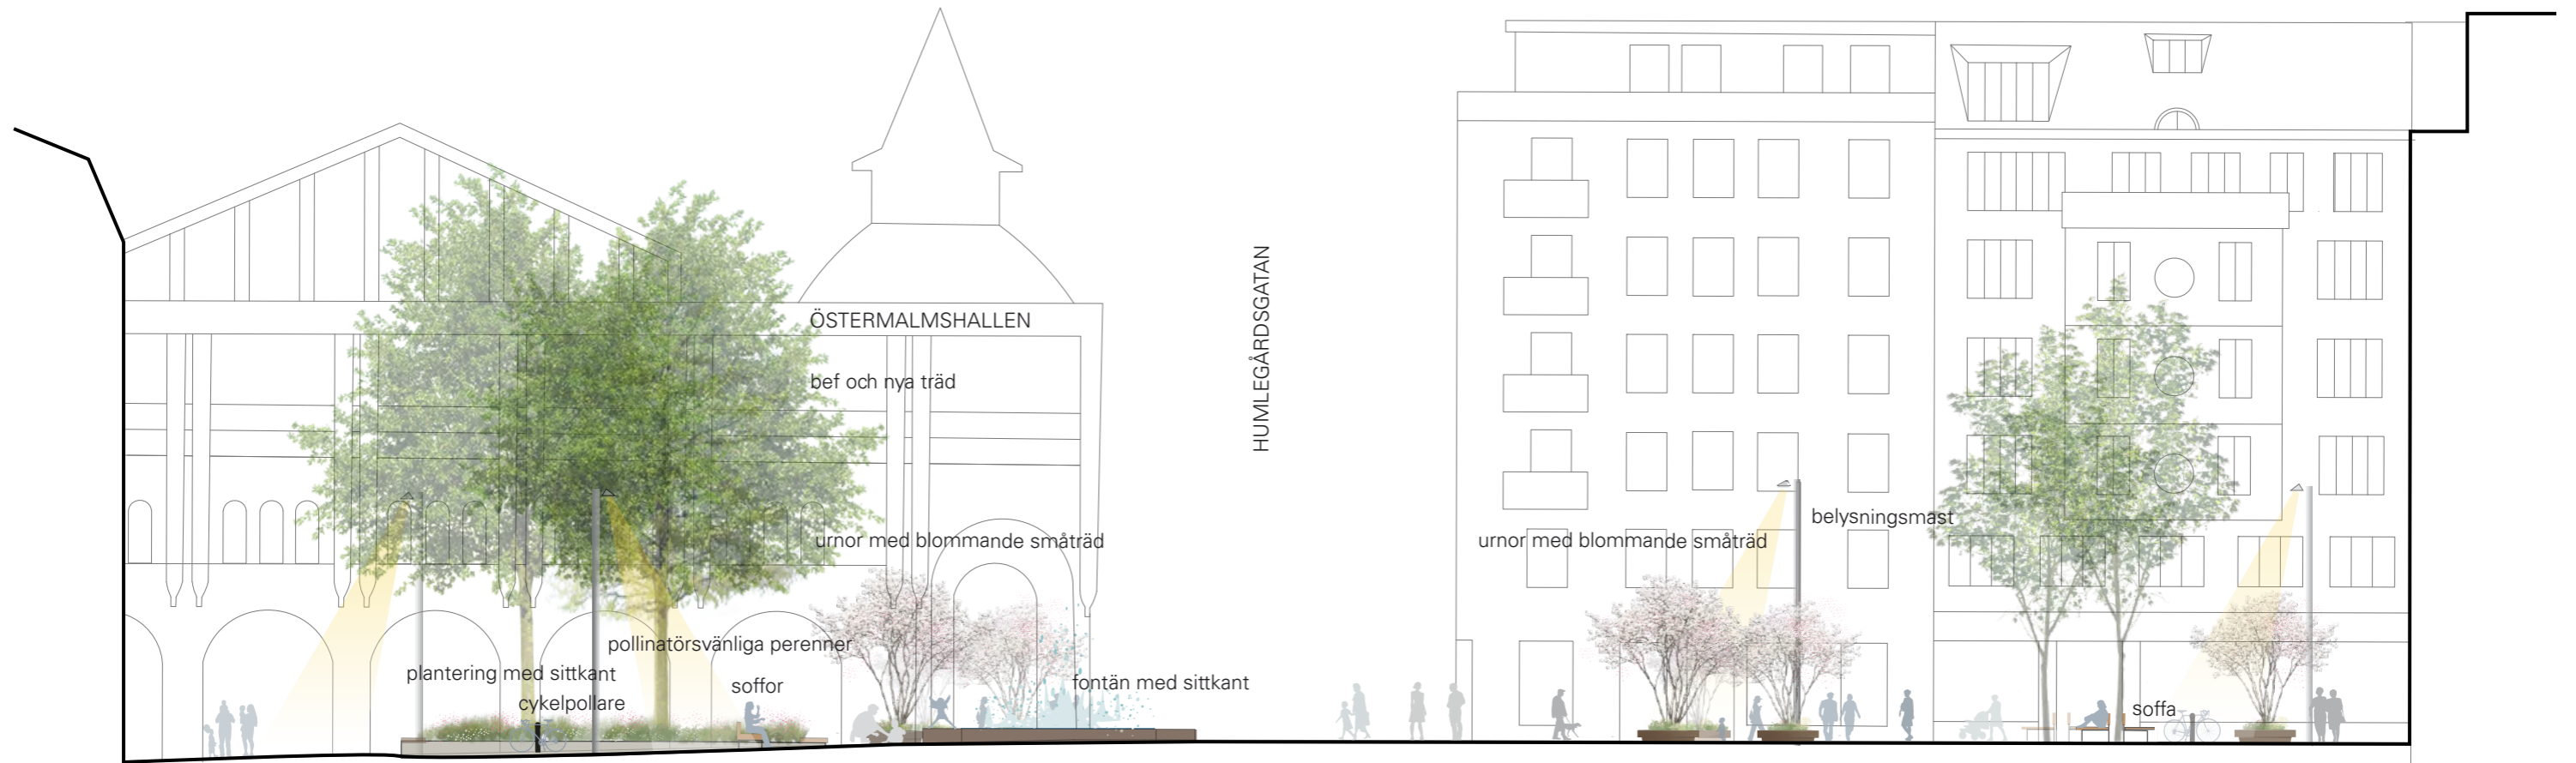 ÖSTERMALMSHALLEN
bef och nya träd
HUMLEGÅRDSGATAN
urnor med blommande småträd
urnor med blommande småträd
belysningsmast
pollinatörsvänliga perenner
plantering med sittkant
soffor
cykelpollare
fontän med sittkant
soffa